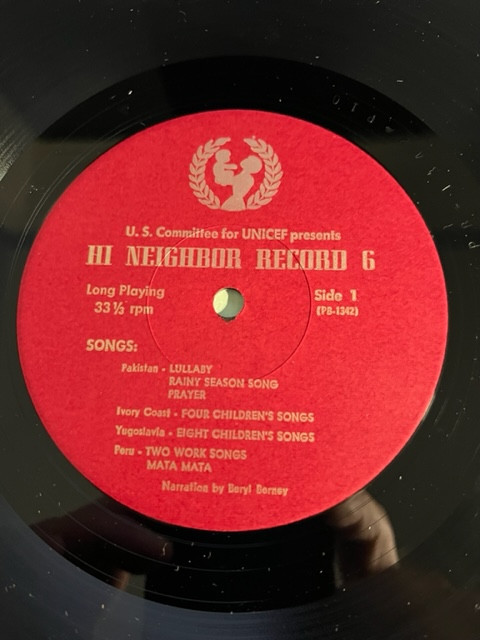 U. S. Committee for UNICEF presents
HI NEIGHBOR RECORD 6
Long Playing
33 ⅓ rpm
Side 1
(PB-1342)
SONGS:
Pakistan - LULLABY
RAINY SEASON SONG
PRAYER
Ivory Coast - FOUR CHILDREN'S SONGS
Yugoslavia - EIGHT CHILDREN'S SONGS
Peru - TWO WORK SONGS
MATA MATA
Narration by Beryl Berney